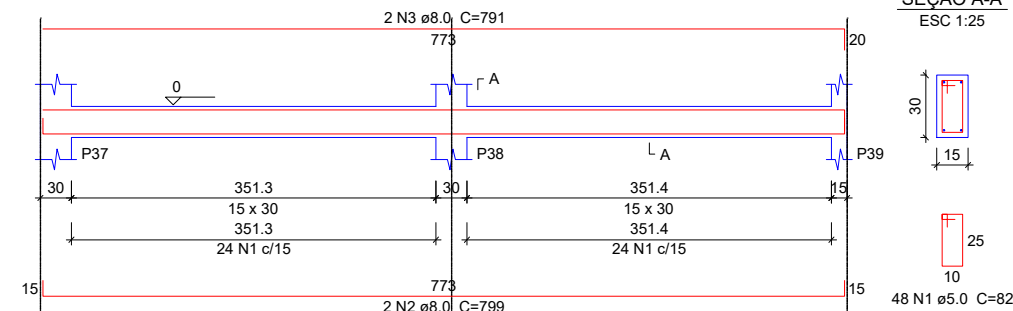 2 N3 ø8.0 C=791
773
20
SEÇÃO A-A
ESC 1:25
0
A
30
15
P37
P38
A
P39
30
351.3
30
351.4
15
15 x 30
15 x 30
351.3
351.4
24 N1 c/15
24 N1 c/15
25
10
48 N1 ø5.0 C=82
15
773
15
2 N2 ø8.0 C=799